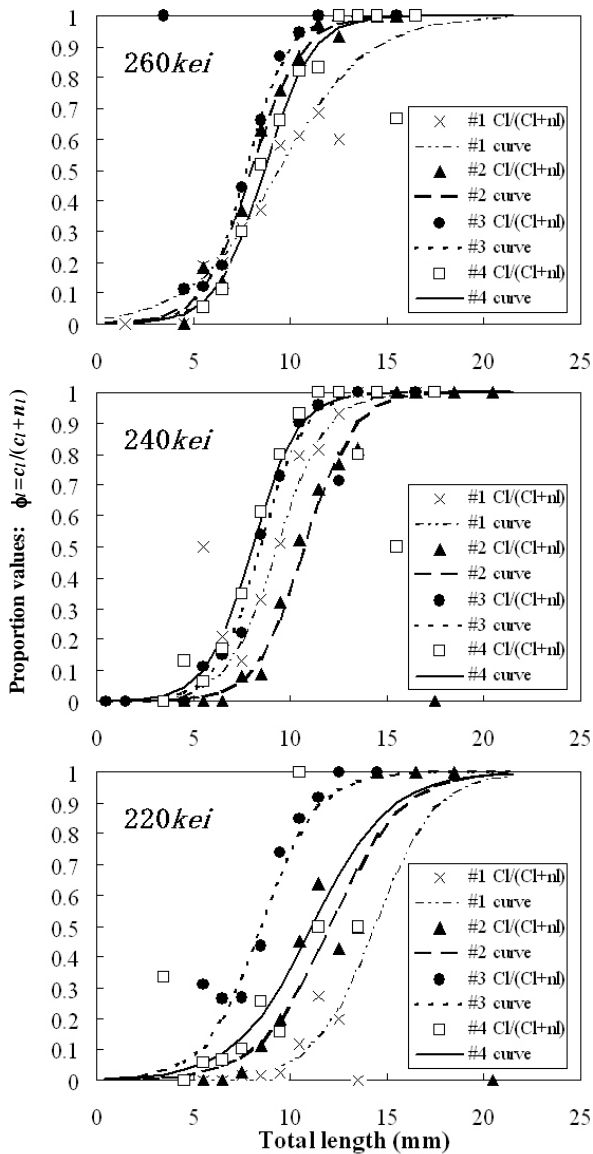 1
0.9
0.8
0.7
0.6
0.5
0.4
0.3
0.2
0.1
0
260kei
#1 Cl/(Cl+nl)
#1 curve
#2 Cl/(Cl+nl)
#2 curve
#3 Cl/(Cl+nl)
#3 curve
#4 Cl/(Cl+nl)
#4 curve
0 5 10 15 20 25
Proportion values: ϕl=cl/(cl+nl)
1
0.9
0.8
0.7
0.6
0.5
0.4
0.3
0.2
0.1
0
240kei
#1 Cl/(Cl+nl)
#1 curve
#2 Cl/(Cl+nl)
#2 curve
#3 Cl/(Cl+nl)
#3 curve
#4 Cl/(Cl+nl)
#4 curve
0 5 10 15 20 25
1
0.9
0.8
0.7
0.6
0.5
0.4
0.3
0.2
0.1
0
220kei
#1 Cl/(Cl+nl)
#1 curve
#2 Cl/(Cl+nl)
#2 curve
#3 Cl/(Cl+nl)
#3 curve
#4 Cl/(Cl+nl)
#4 curve
0 5 10 15 20 25
Total length (mm)